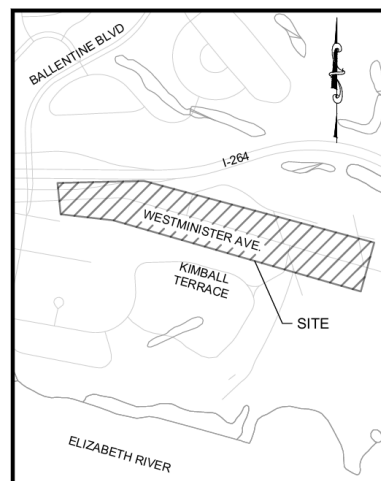 BALLENTINE BLVD
I-264
WESTMINISTER AVE.
KIMBALL
TERRACE
SITE
ELIZABETH RIVER